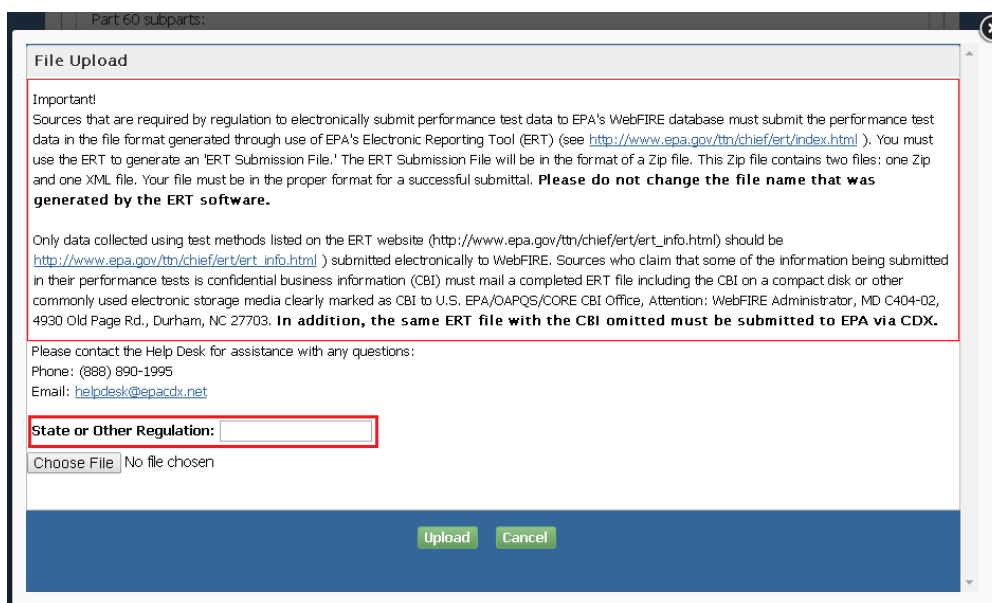 Part 60 subparts:
File Upload
Important!
Sources that are required by regulation to electronically submit performance test data to EPA's WebFIRE database must submit the performance test
data in the file format generated through use of EPA's Electronic Reporting Tool (ERT) (see http://www.epa.gov/ttn/chief/ert/index.html ). You must
use the ERT to generate an 'ERT Submission File.' The ERT Submission File will be in the format of a Zip file. This Zip file contains two files: one Zip
and one XML file. Your file must be in the proper format for a successful submittal. Please do not change the file name that was
generated by the ERT software.
Only data collected using test methods listed on the ERT website (http://www.epa.gov/ttn/chief/ert/ert_info.html) should be
http://www.epa.gov/ttn/chief/ert/ert_info.html ) submitted electronically to WebFIRE. Sources who claim that some of the information being submitted
in their performance tests is confidential business information (CBI) must mail a completed ERT file including the CBI on a compact disk or other
commonly used electronic storage media clearly marked as CBI to U.S. EPA/OAPQS/CORE CBI Office, Attention: WebFIRE Administrator, MD C404-02,
4930 Old Page Rd., Durham, NC 27703. In addition, the same ERT file with the CBI omitted must be submitted to EPA via CDX.
Please contact the Help Desk for assistance with any questions:
Phone: (888) 890-1995
Email: helpdesk@epacdx.net
State or Other Regulation:
Choose File No file chosen
Upload Cancel